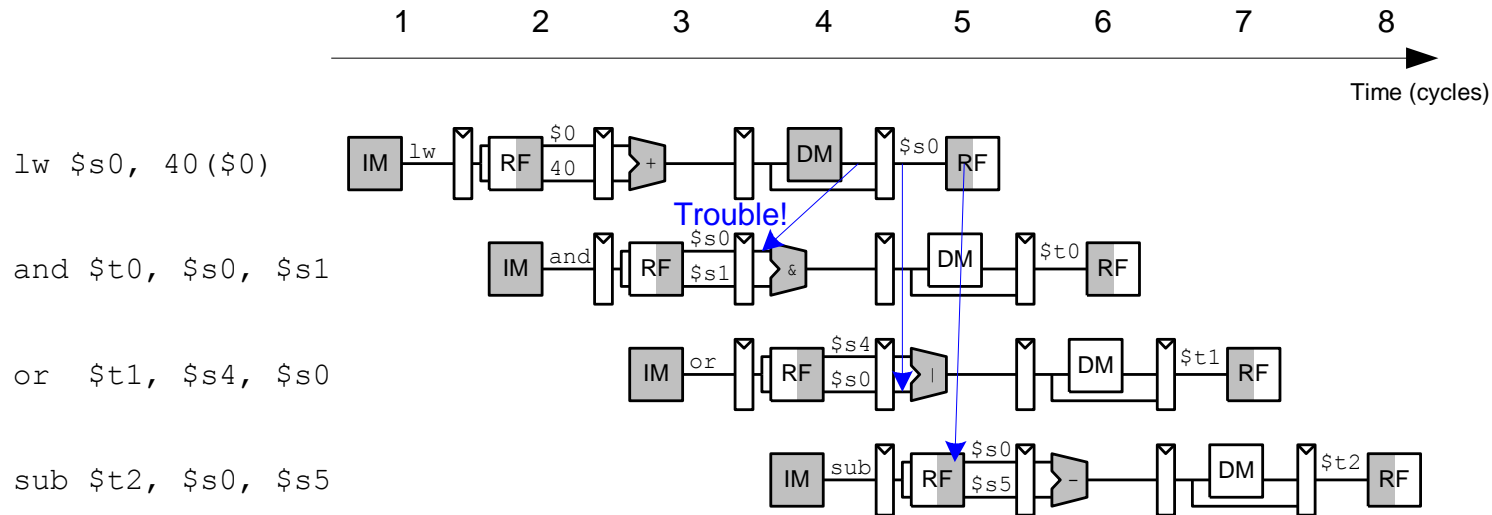 1 2 3 4 5 6 7 8
Time (cycles)
lw $s0, 40($0) IM lw RF $0 40 + DM $s0 RF
Trouble!
and $t0, $s0, $s1 IM and RF $s0 $s1 & DM $t0 RF
or $t1, $s4, $s0 IM or RF $s4 $s0 | DM $t1 RF
sub $t2, $s0, $s5 IM sub RF $s0 $s5 - DM $t2 RF